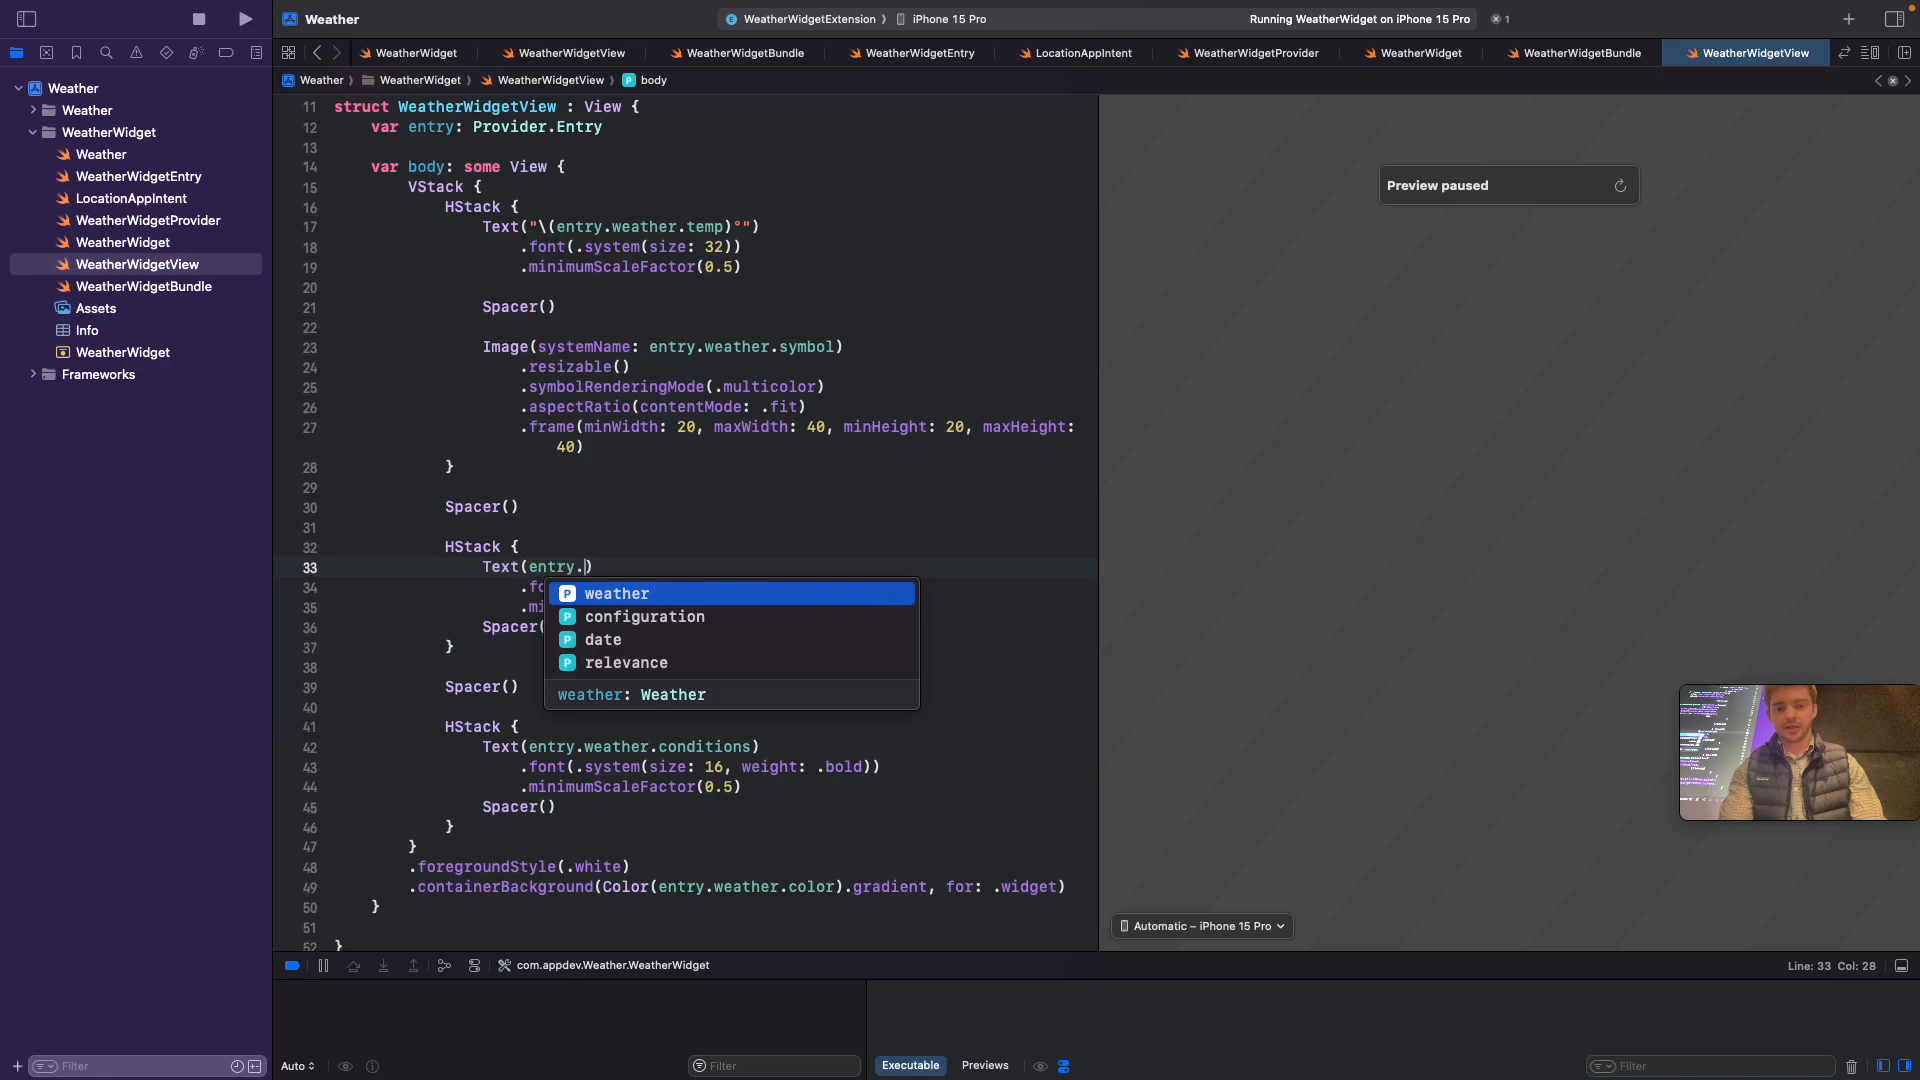 Weather
WeatherWidgetExtension ⟩ iPhone 15 Pro
Running WeatherWidget on iPhone 15 Pro
1
WeatherWidget
WeatherWidgetView
WeatherWidgetBundle
WeatherWidgetEntry
LocationAppIntent
WeatherWidgetProvider
WeatherWidget
WeatherWidgetBundle
WeatherWidgetView
Weather ⟩ WeatherWidget ⟩ WeatherWidgetView ⟩ P body
Weather
Weather
WeatherWidget
Weather
WeatherWidgetEntry
LocationAppIntent
WeatherWidgetProvider
WeatherWidget
WeatherWidgetView
WeatherWidgetBundle
Assets
Info
WeatherWidget
Frameworks
Filter
11 struct WeatherWidgetView : View {
12 var entry: Provider.Entry
13
14 var body: some View {
15 VStack {
16 HStack {
17 Text("\(entry.weather.temp)°")
18 .font(.system(size: 32))
19 .minimumScaleFactor(0.5)
20
21 Spacer()
22
23 Image(systemName: entry.weather.symbol)
24 .resizable()
25 .symbolRenderingMode(.multicolor)
26 .aspectRatio(contentMode: .fit)
27 .frame(minWidth: 20, maxWidth: 40, minHeight: 20, maxHeight:
40)
28 }
29
30 Spacer()
31
32 HStack {
33 Text(entry.)
34 .fo
35 .mi
36 Spacer(
37 }
38
39 Spacer()
40
41 HStack {
42 Text(entry.weather.conditions)
43 .font(.system(size: 16, weight: .bold))
44 .minimumScaleFactor(0.5)
45 Spacer()
46 }
47 }
48 .foregroundStyle(.white)
49 .containerBackground(Color(entry.weather.color).gradient, for: .widget)
50 }
51
52 }
P weather
P configuration
P date
P relevance
weather: Weather
Preview paused
Automatic – iPhone 15 Pro
com.appdev.Weather.WeatherWidget
Line: 33 Col: 28
Auto
Filter
Executable
Previews
Filter